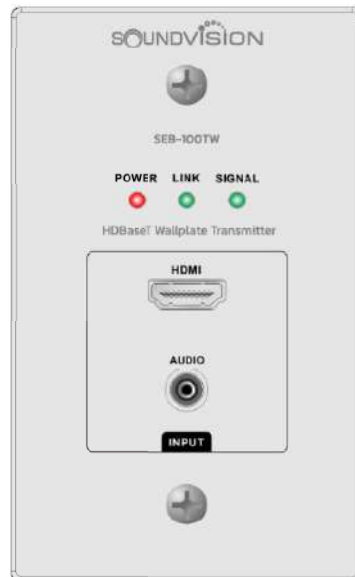 SOUNDVISION
SEB-100TW
POWER LINK SIGNAL
HDBaseT Wallplate Transmitter
HDMI
AUDIO
INPUT